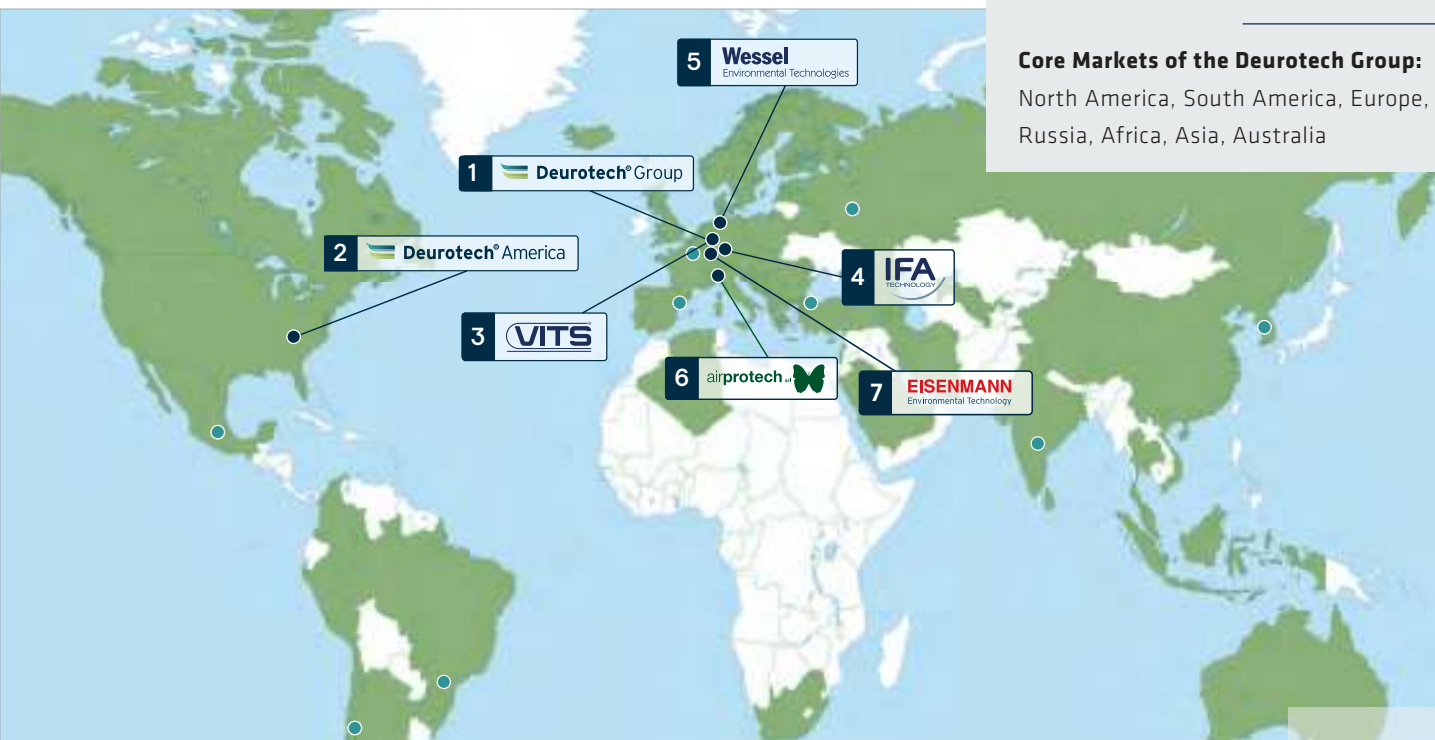 Core Markets of the Deurotech Group:
North America, South America, Europe,
Russia, Africa, Asia, Australia
5 Wessel
Environmental Technologies
1 Deurotech® Group
2 Deurotech® America
4 IFA
TECHNOLOGY
3 VITS
6 airprotech srl
7 EISENMANN
Environmental Technology